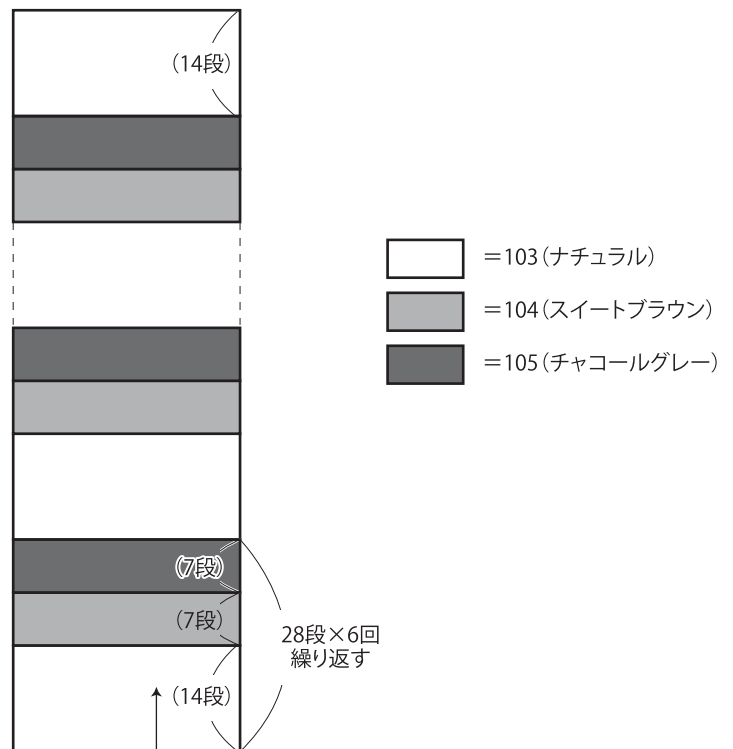 (14段)
＝103(ナチュラル)
＝104(スイートブラウン)
＝105(チャコールグレー)
(7段)
(7段)
28段×6回
繰り返す
(14段)